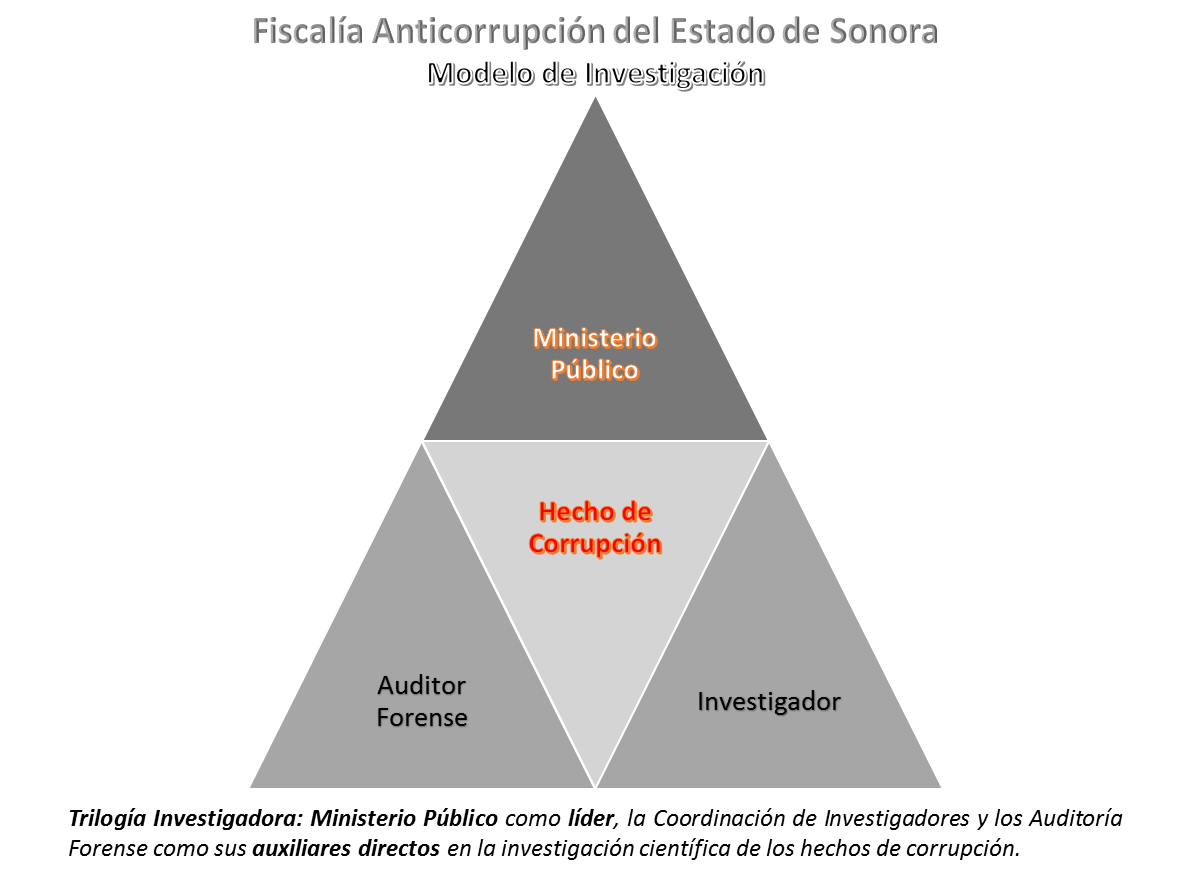 Fiscalía Anticorrupción del Estado de Sonora
Modelo de Investigación
Ministerio
Público
Hecho de
Corrupción
Auditor
Forense
Investigador
Trilogía Investigadora: Ministerio Público como líder, la Coordinación de Investigadores y los Auditoría
Forense como sus auxiliares directos en la investigación científica de los hechos de corrupción.